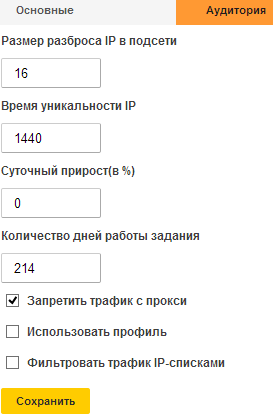 Основные Аудитория
Размер разброса IP в подсети
16
Время уникальности IP
1440
Суточный прирост(в %)
0
Количество дней работы задания
214
Запретить трафик с прокси
Использовать профиль
Фильтровать трафик IP-списками
Сохранить